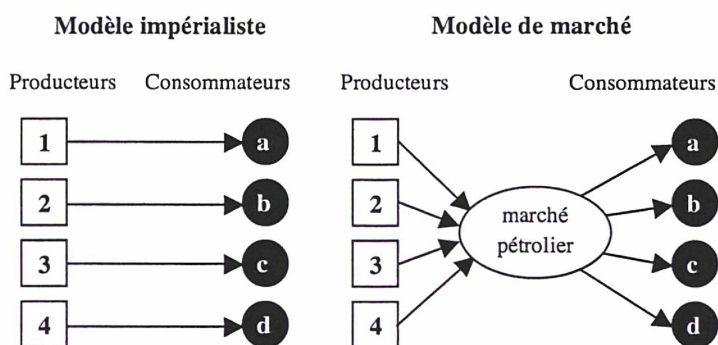 Modèle impérialiste
Producteurs Consommateurs
1 a
2 b
3 c
4 d
Modèle de marché
Producteurs Consommateurs
1 a
2 b
marché
pétrolier
3 c
4 d